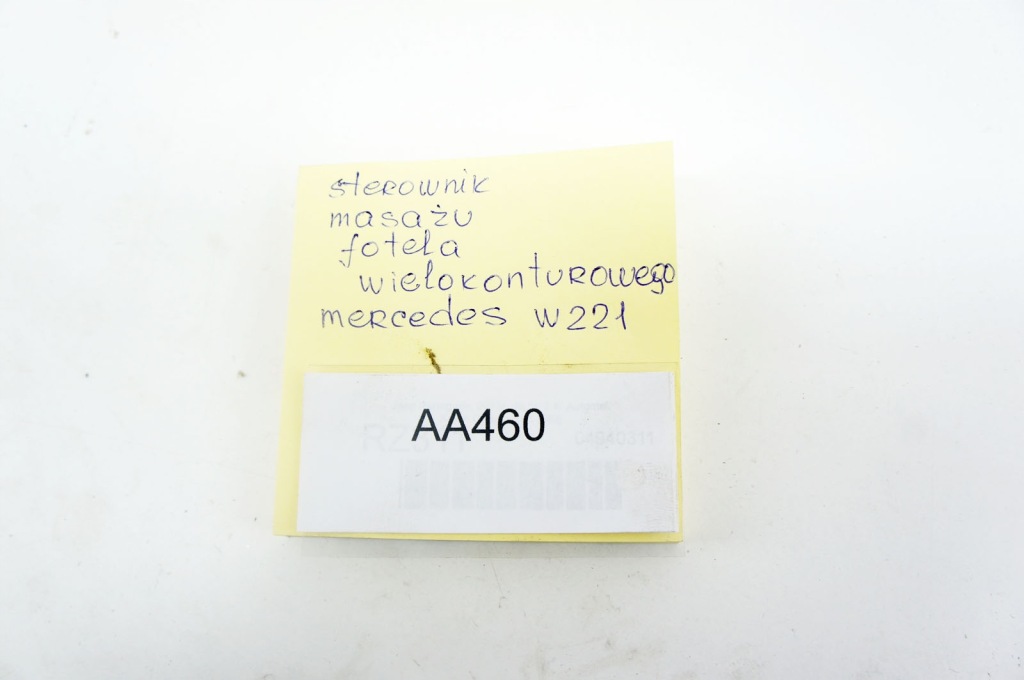 sterownik
masażu
fotela
wielokonturowego
mercedes w221
AA460